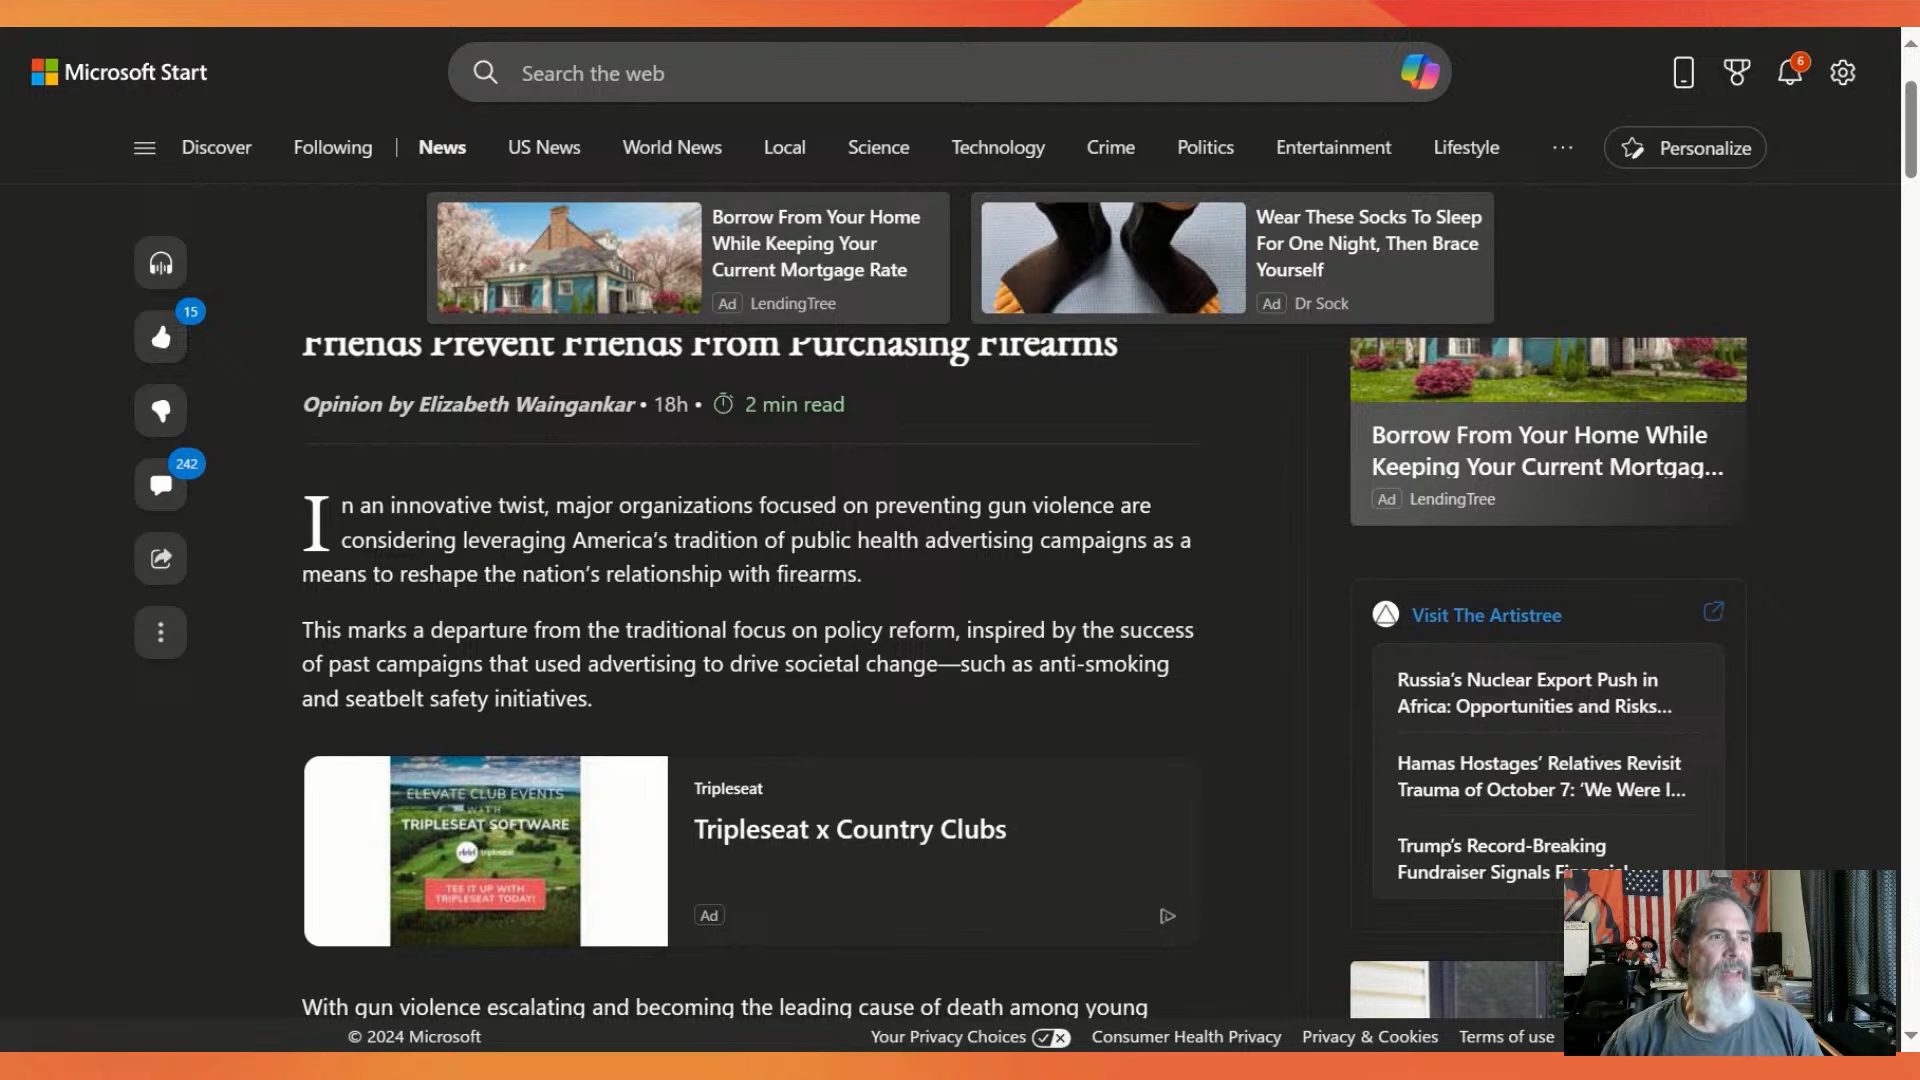 Microsoft Start
Search the web
6
Discover
Following
News
US News
World News
Local
Science
Technology
Crime
Politics
Entertainment
Lifestyle
Personalize
Borrow From Your Home
While Keeping Your
Current Mortgage Rate
Ad LendingTree
Wear These Socks To Sleep
For One Night, Then Brace
Yourself
Ad Dr Sock
15
242
Friends Prevent Friends From Purchasing Firearms
Opinion by Elizabeth Waingankar • 18h • 2 min read
In an innovative twist, major organizations focused on preventing gun violence are
considering leveraging America’s tradition of public health advertising campaigns as a
means to reshape the nation’s relationship with firearms.
This marks a departure from the traditional focus on policy reform, inspired by the success
of past campaigns that used advertising to drive societal change—such as anti-smoking
and seatbelt safety initiatives.
ELEVATE CLUB EVENTS
WITH
TRIPLESEAT SOFTWARE
TEE IT UP WITH
TRIPLESEAT TODAY!
Tripleseat
Tripleseat x Country Clubs
Ad
With gun violence escalating and becoming the leading cause of death among young
Borrow From Your Home While
Keeping Your Current Mortgag...
Ad LendingTree
Visit The Artistree
Russia’s Nuclear Export Push in
Africa: Opportunities and Risks...
Hamas Hostages’ Relatives Revisit
Trauma of October 7: ‘We Were I...
Trump’s Record-Breaking
Fundraiser Signals
© 2024 Microsoft
Your Privacy Choices
Consumer Health Privacy
Privacy & Cookies
Terms of use